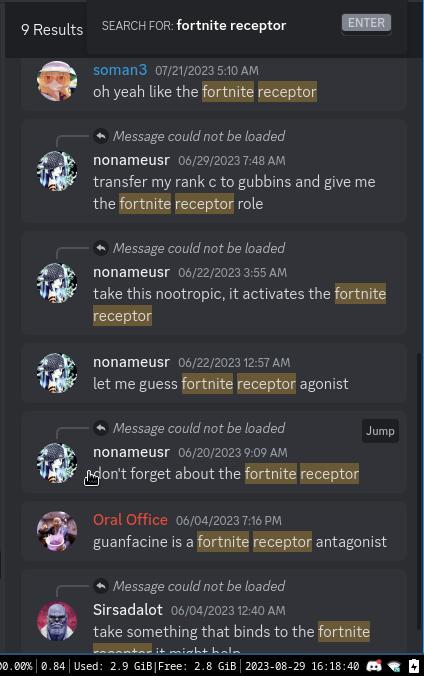 9 Results
SEARCH FOR: fortnite receptor
ENTER
soman3 07/21/2023 5:10 AM
oh yeah like the fortnite receptor
Message could not be loaded
nonameusr 06/29/2023 7:48 AM
transfer my rank c to gubbins and give me
the fortnite receptor role
Message could not be loaded
nonameusr 06/22/2023 3:55 AM
take this nootropic, it activates the fortnite
receptor
nonameusr 06/22/2023 12:57 AM
let me guess fortnite receptor agonist
Message could not be loaded
Jump
nonameusr 06/20/2023 9:09 AM
don't forget about the fortnite receptor
Oral Office 06/04/2023 7:16 PM
guanfacine is a fortnite receptor antagonist
Message could not be loaded
Sirsadalot 06/04/2023 12:40 AM
take something that binds to the fortnite
receptor it might help
0.00%| 0.84 |Used: 2.9 GiB|Free: 2.8 GiB|2023-08-29 16:18:40